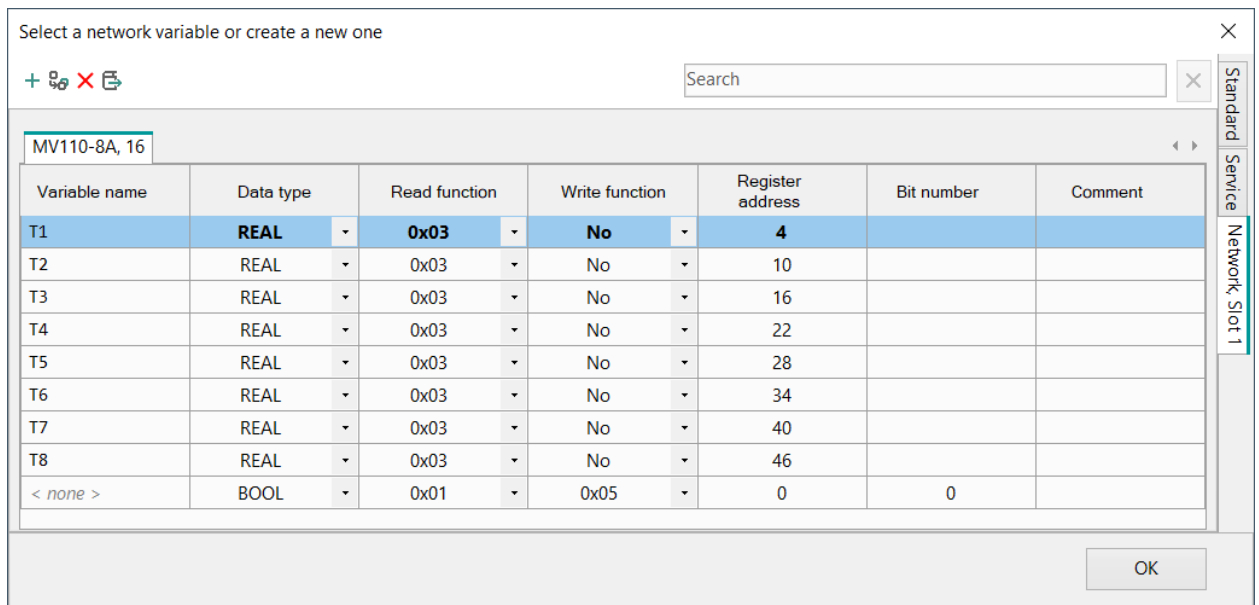 Select a network variable or create a new one
Search
Standard
Service
Network, Slot 1
MV110-8A, 16
Variable name Data type Read function Write function Register address Bit number Comment
T1 REAL 0x03 No 4
T2 REAL 0x03 No 10
T3 REAL 0x03 No 16
T4 REAL 0x03 No 22
T5 REAL 0x03 No 28
T6 REAL 0x03 No 34
T7 REAL 0x03 No 40
T8 REAL 0x03 No 46
< none > BOOL 0x01 0x05 0 0
OK